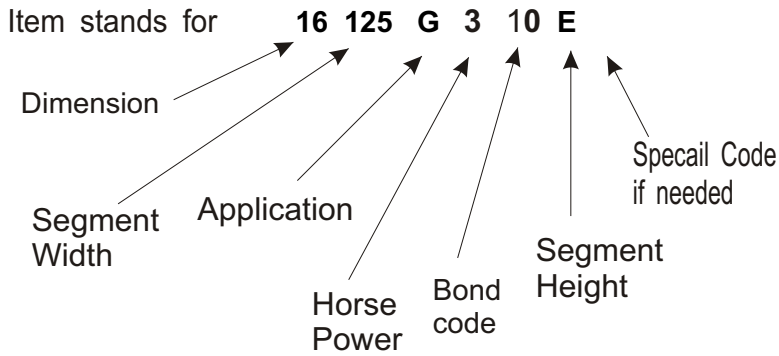 Item stands for 16 125 G 3 10 E
Dimension
Segment
Width
Application
Horse
Power
Bond
code
Segment
Height
Specail Code
if needed